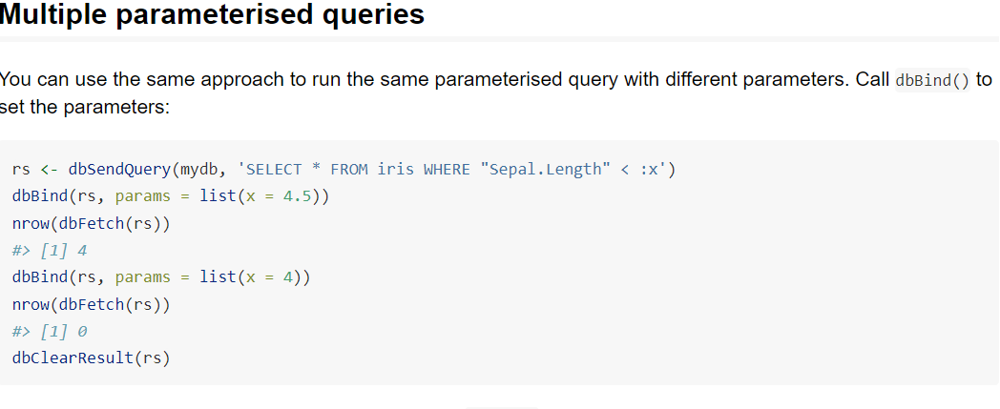 Multiple parameterised queries
You can use the same approach to run the same parameterised query with different parameters. Call dbBind() to
set the parameters:
rs <- dbSendQuery(mydb, 'SELECT * FROM iris WHERE "Sepal.Length" < :x')
dbBind(rs, params = list(x = 4.5))
nrow(dbFetch(rs))
#> [1] 4
dbBind(rs, params = list(x = 4))
nrow(dbFetch(rs))
#> [1] 0
dbClearResult(rs)